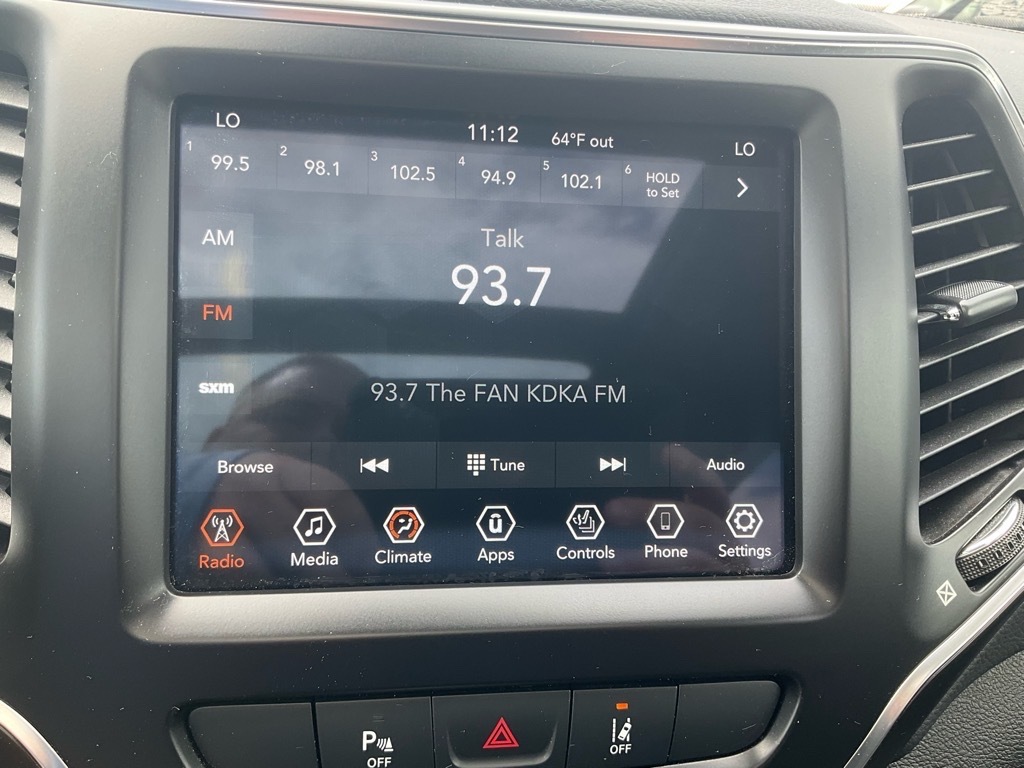 LO 11:12 64°F out LO
1 99.5 2 98.1 3 102.5 4 94.9 5 102.1 6 HOLD
to Set
AM
Talk
93.7
FM
sxm
93.7 The FAN KDKA FM
Browse Tune Audio
Radio Media Climate Apps Controls Phone Settings
P OFF
OFF